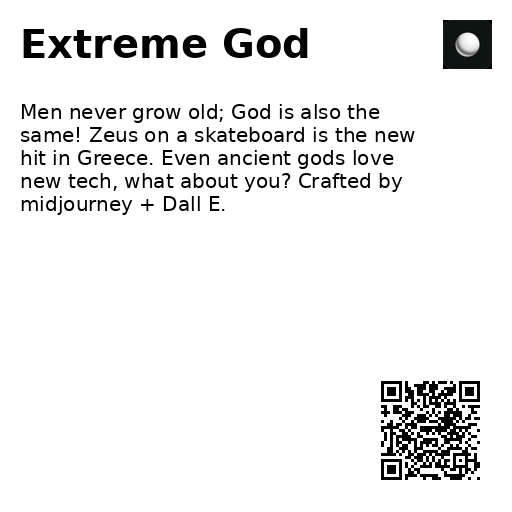 Extreme God
Men never grow old; God is also the
same! Zeus on a skateboard is the new
hit in Greece. Even ancient gods love
new tech, what about you? Crafted by
midjourney + Dall E.